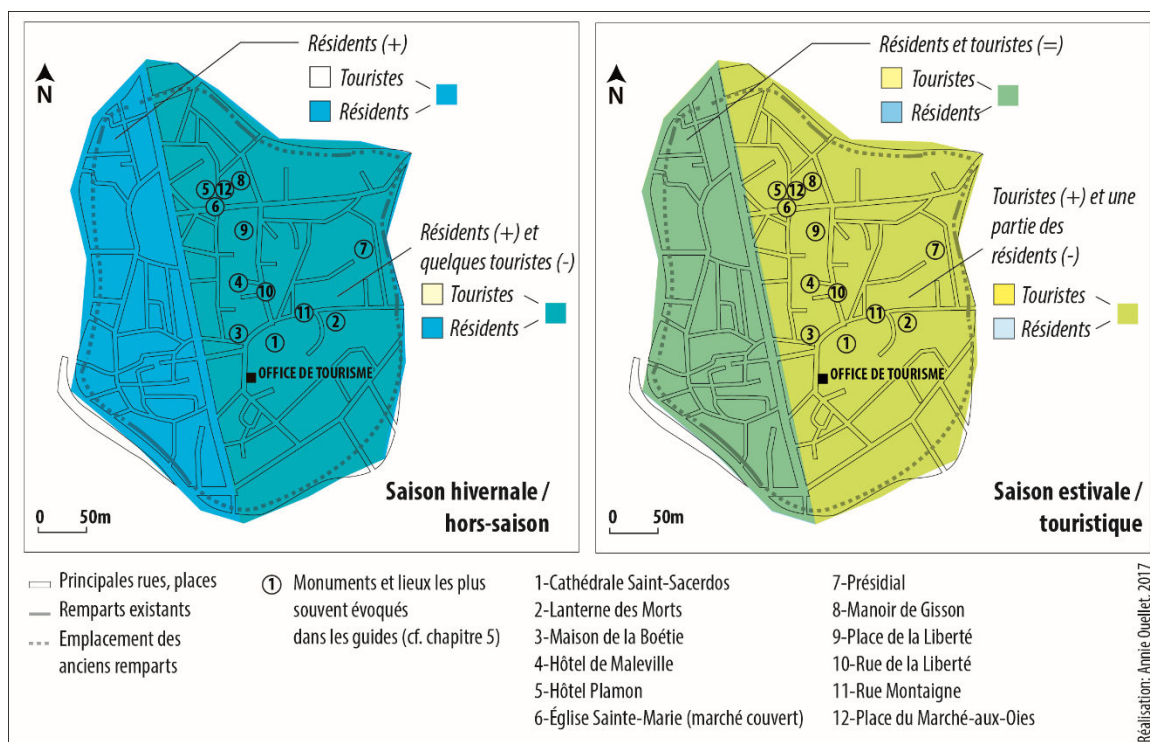 Résidents (+)
Touristes
Résidents
N
5
12
8
6
9
7
Résidents (+) et
quelques touristes (-)
Touristes
Résidents
4
10
11
2
3
1
OFFICE DE TOURISME
Saison hivernale /
hors-saison
0 50m
Résidents et touristes (=)
Touristes
Résidents
N
5
12
8
6
9
7
Touristes (+) et une
partie des
résidents (-)
Touristes
Résidents
4
10
11
2
3
1
OFFICE DE TOURISME
Saison estivale /
touristique
0 50m
Principales rues, places
Remparts existants
Emplacement des
anciens remparts
1 Monuments et lieux les plus
souvent évoqués
dans les guides (cf. chapitre 5)
1-Cathédrale Saint-Sacerdos
2-Lanterne des Morts
3-Maison de la Boétie
4-Hôtel de Maleville
5-Hôtel Plamon
6-Église Sainte-Marie (marché couvert)
7-Présidial
8-Manoir de Gisson
9-Place de la Liberté
10-Rue de la Liberté
11-Rue Montaigne
12-Place du Marché-aux-Oies
Réalisation: Annie Ouellet, 2017